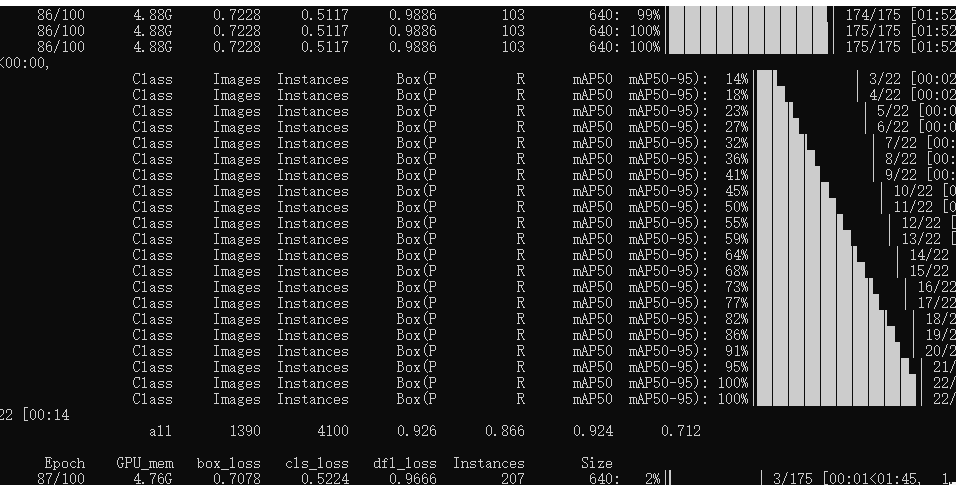 86/100 4.88G 0.7228 0.5117 0.9886 103 640: 99% 174/175 [01:52
86/100 4.88G 0.7228 0.5117 0.9886 103 640: 100% 175/175 [01:52
86/100 4.88G 0.7228 0.5117 0.9886 103 640: 100% 175/175 [01:52
<00:00,
Class Images Instances Box(P R mAP50 mAP50-95): 14% 3/22 [00:02
Class Images Instances Box(P R mAP50 mAP50-95): 18% 4/22 [00:02
Class Images Instances Box(P R mAP50 mAP50-95): 23% 5/22 [00:0
Class Images Instances Box(P R mAP50 mAP50-95): 27% 6/22 [00:0
Class Images Instances Box(P R mAP50 mAP50-95): 32% 7/22 [00:
Class Images Instances Box(P R mAP50 mAP50-95): 36% 8/22 [00:
Class Images Instances Box(P R mAP50 mAP50-95): 41% 9/22 [00:
Class Images Instances Box(P R mAP50 mAP50-95): 45% 10/22 [0
Class Images Instances Box(P R mAP50 mAP50-95): 50% 11/22 [0
Class Images Instances Box(P R mAP50 mAP50-95): 55% 12/22 [
Class Images Instances Box(P R mAP50 mAP50-95): 59% 13/22 [
Class Images Instances Box(P R mAP50 mAP50-95): 64% 14/22
Class Images Instances Box(P R mAP50 mAP50-95): 68% 15/22
Class Images Instances Box(P R mAP50 mAP50-95): 73% 16/22
Class Images Instances Box(P R mAP50 mAP50-95): 77% 17/22
Class Images Instances Box(P R mAP50 mAP50-95): 82% 18/2
Class Images Instances Box(P R mAP50 mAP50-95): 86% 19/2
Class Images Instances Box(P R mAP50 mAP50-95): 91% 20/2
Class Images Instances Box(P R mAP50 mAP50-95): 95% 21/
Class Images Instances Box(P R mAP50 mAP50-95): 100% 22/
Class Images Instances Box(P R mAP50 mAP50-95): 100% 22/
22 [00:14
all 1390 4100 0.926 0.866 0.924 0.712
Epoch GPU_mem box_loss cls_loss dfl_loss Instances Size
87/100 4.76G 0.7078 0.5224 0.9666 207 640: 2% 3/175 [00:01<01:45, 1.